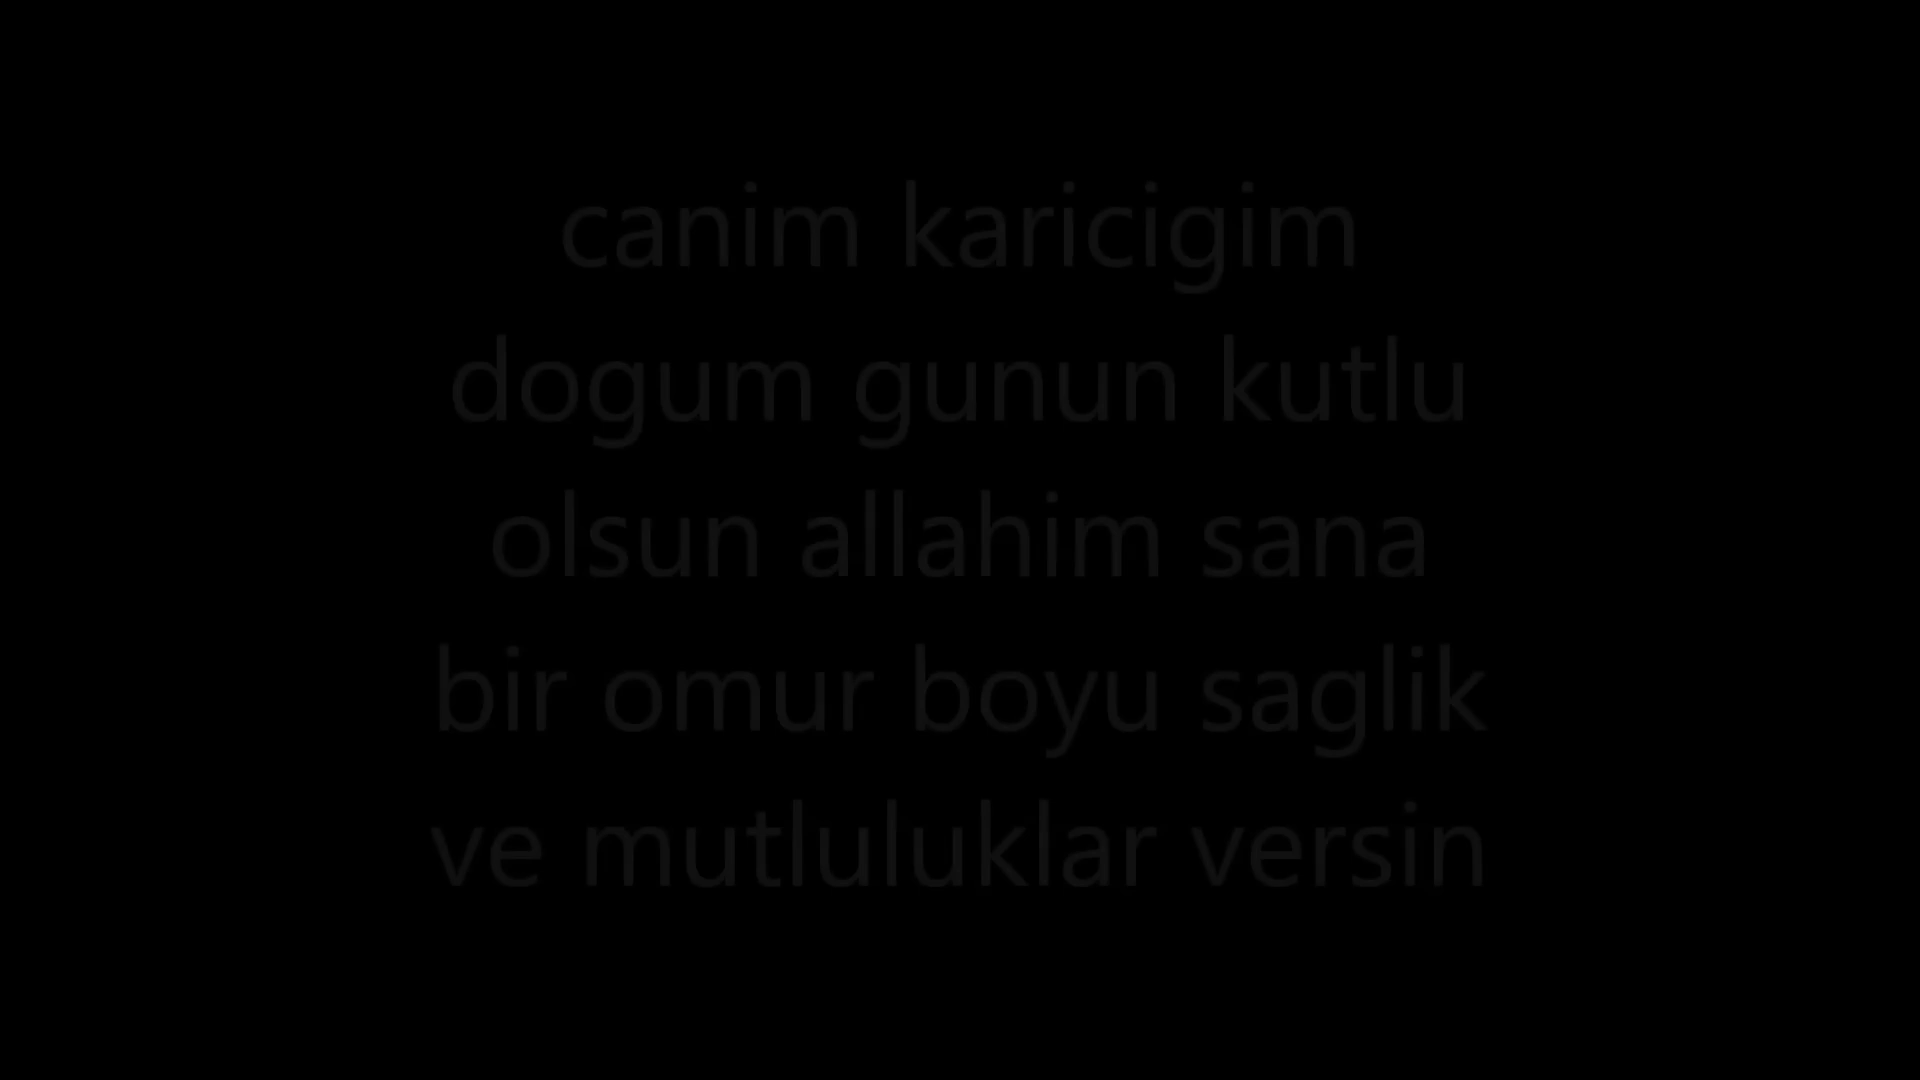 canim karicigim
dogum gunun kutlu
olsun allahim sana
bir omur boyu saglik
ve mutluluklar versin